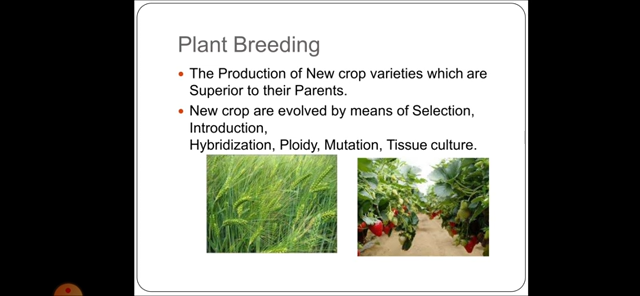 Plant Breeding
• The Production of New crop varieties which are
Superior to their Parents.
• New crop are evolved by means of Selection,
Introduction,
Hybridization, Ploidy, Mutation, Tissue culture.